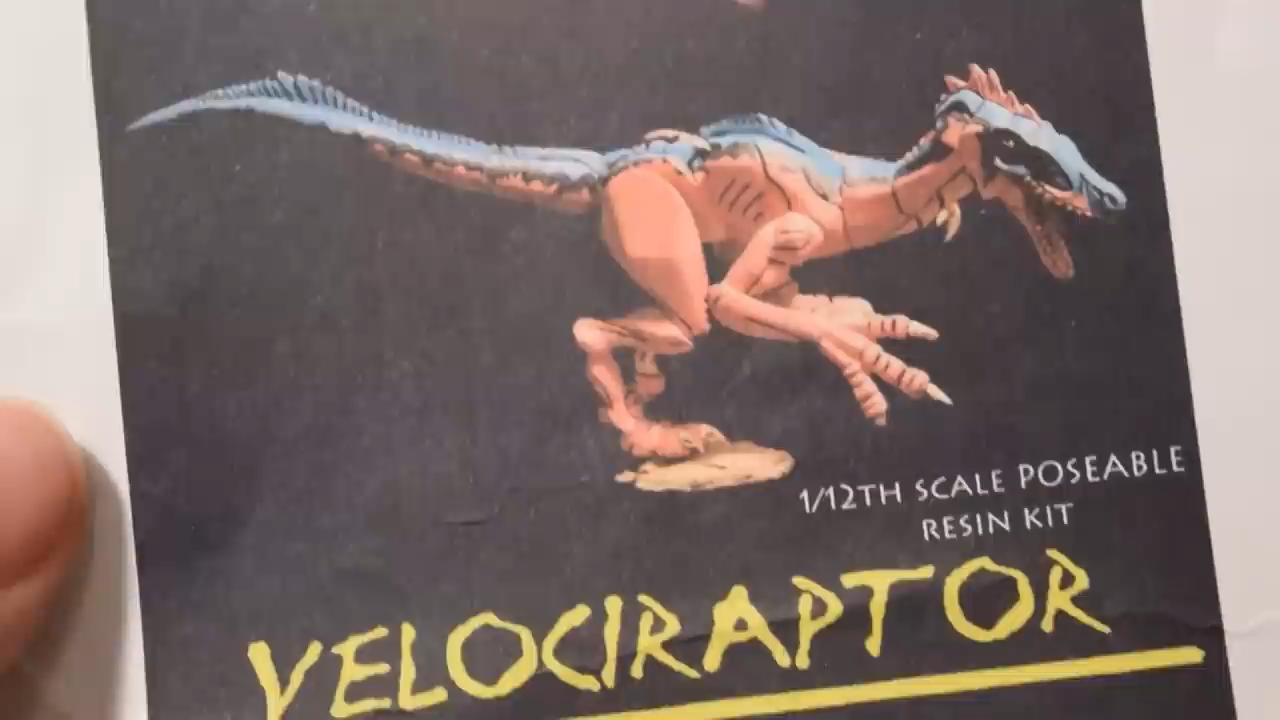 1/12TH SCALE POSEABLE
RESIN KIT
VELOCIRAPTOR